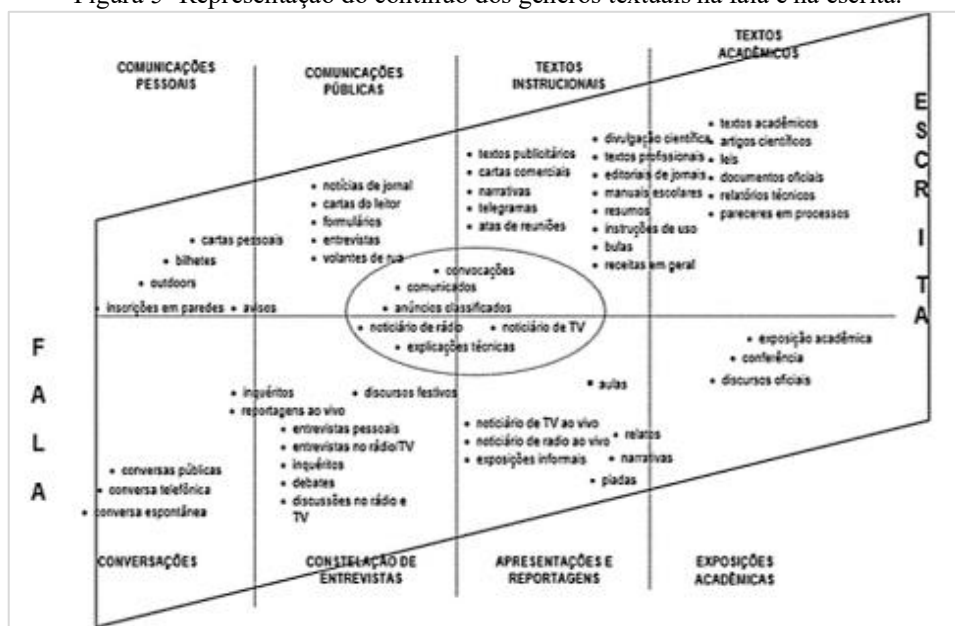 Figura 3- Representação do contínuo dos gêneros textuais na fala e na escrita.
COMUNICAÇÕES
PESSOAIS
COMUNICAÇÕES
PÚBLICAS
TEXTOS
INSTRUCIONAIS
TEXTOS
ACADÊMICOS
ESCRITA
• cartas pessoais
• bilhetes
• outdoors
• inscrições em paredes • avisos
• notícias de jornal
• cartas do leitor
• formulários
• entrevistas
• volantes de rua
• convocações
• comunicados
• anúncios classificados
• noticiário de rádio • noticiário de TV
• explicações técnicas
• textos publicitários
• cartas comerciais
• narrativas
• telegramas
• atas de reuniões
• divulgação científica
• textos profissionais
• editoriais de jornais
• manuais escolares
• resumos
• instruções de uso
• bulas
• receitas em geral
• textos acadêmicos
• artigos científicos
• leis
• documentos oficiais
• relatórios técnicos
• pareceres em processos
FALA
• exposição acadêmica
• conferência
• discursos oficiais
• inquéritos
• reportagens ao vivo
• discursos festivos
• entrevistas pessoais
• entrevistas no rádio/TV
• inquéritos
• debates
• discussões no rádio e
TV
• aulas
• noticiário de TV ao vivo
• noticiário de radio ao vivo
• exposições informais
• relatos
• narrativas
• piadas
• conversas públicas
• conversa telefônica
• conversa espontânea
CONVERSAÇÕES
CONSTELAÇÃO DE
ENTREVISTAS
APRESENTAÇÕES E
REPORTAGENS
EXPOSIÇÕES
ACADÊMICAS